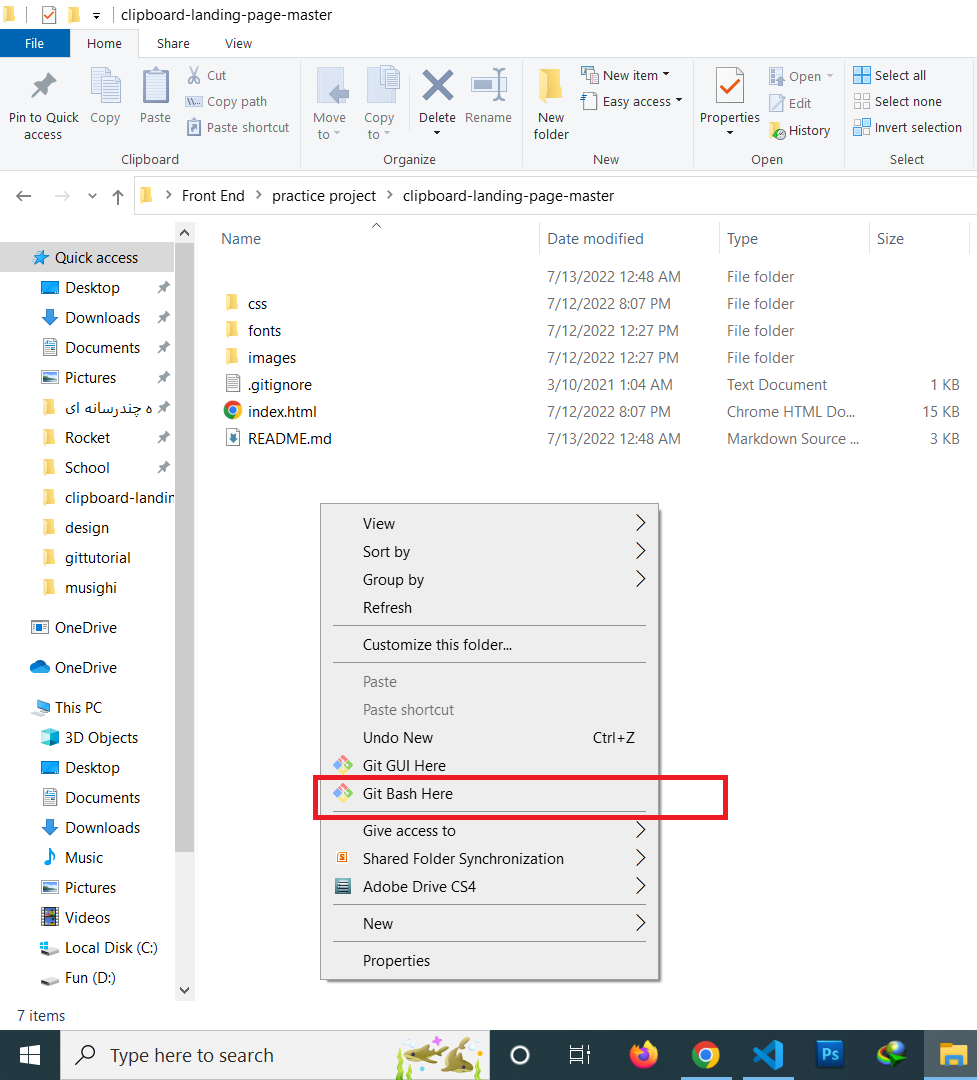 clipboard-landing-page-master
File Home Share View
Pin to Quick access
Copy
Paste
Cut
Copy path
Paste shortcut
Clipboard
Move to
Copy to
Delete
Rename
Organize
New folder
New item
Easy access
New
Properties
Open
Edit
History
Open
Select all
Select none
Invert selection
Select
Front End > practice project > clipboard-landing-page-master
Name Date modified Type Size
7/13/2022 12:48 AM File folder
css 7/12/2022 8:07 PM File folder
fonts 7/12/2022 12:27 PM File folder
images 7/12/2022 12:27 PM File folder
.gitignore 3/10/2021 1:04 AM Text Document 1 KB
index.html 7/12/2022 8:07 PM Chrome HTML Do... 15 KB
README.md 7/13/2022 12:48 AM Markdown Source ... 3 KB
Quick access
Desktop
Downloads
Documents
Pictures
ه چندرسانه ای
Rocket
School
clipboard-landin
design
gittutorial
musighi
OneDrive
OneDrive
This PC
3D Objects
Desktop
Documents
Downloads
Music
Pictures
Videos
Local Disk (C:)
Fun (D:)
View
Sort by
Group by
Refresh
Customize this folder...
Paste
Paste shortcut
Undo New Ctrl+Z
Git GUI Here
Git Bash Here
Give access to
Shared Folder Synchronization
Adobe Drive CS4
New
Properties
7 items
Type here to search
Ps